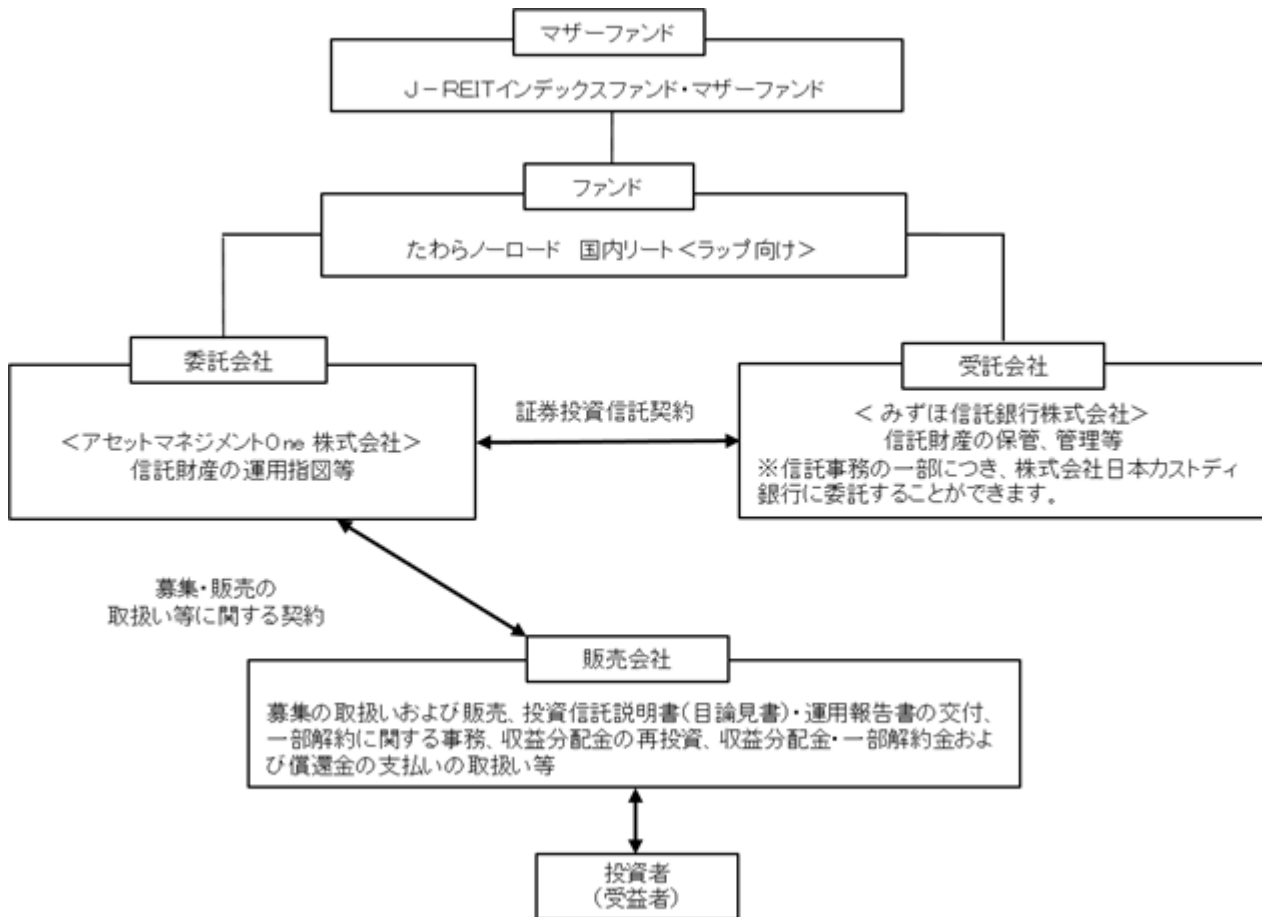 マザーファンド
J-REITインデックスファンド・マザーファンド
ファンド
たわらノーロード 国内リート<ラップ向け>
委託会社
<アセットマネジメントOne 株式会社>
信託財産の運用指図等
証券投資信託契約
受託会社
< みずほ信託銀行株式会社>
信託財産の保管、管理等
※信託事務の一部につき、株式会社日本カストディ
銀行に委託することができます。
募集・販売の
取扱い等に関する契約
販売会社
募集の取扱いおよび販売、投資信託説明書(目論見書)・運用報告書の交付、
一部解約に関する事務、収益分配金の再投資、収益分配金・一部解約金およ
び償還金の支払いの取扱い等
投資者
(受益者)